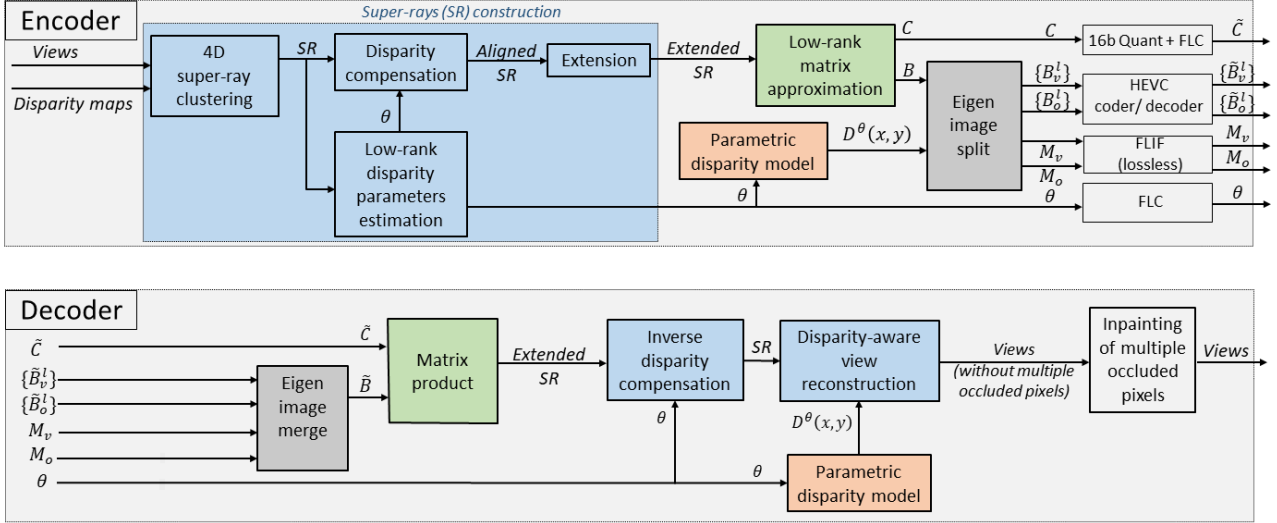 Encoder
Super-rays (SR) construction
Views
Disparity maps
4D
super-ray
clustering
SR
Disparity
compensation
Aligned
SR
Extension
Extended
SR
θ
Low-rank
disparity
parameters
estimation
Low-rank
matrix
approximation
C
B
Parametric
disparity model
θ
D^θ(x, y)
Eigen
image
split
C
{B_v^l}
{B_o^l}
M_v
M_o
θ
16b Quant + FLC
HEVC
coder/ decoder
FLIF
(lossless)
FLC
C̃
{B̃_v^l}
{B̃_o^l}
M_v
M_o
θ
Decoder
C̃
{B̃_v^l}
{B̃_o^l}
M_v
M_o
θ
Eigen
image
merge
C̃
B̃
Matrix
product
Extended
SR
Inverse
disparity
compensation
θ
SR
Disparity-aware
view
reconstruction
D^θ(x, y)
θ
Parametric
disparity model
Views
(without multiple
occluded pixels)
Inpainting
of multiple
occluded
pixels
Views